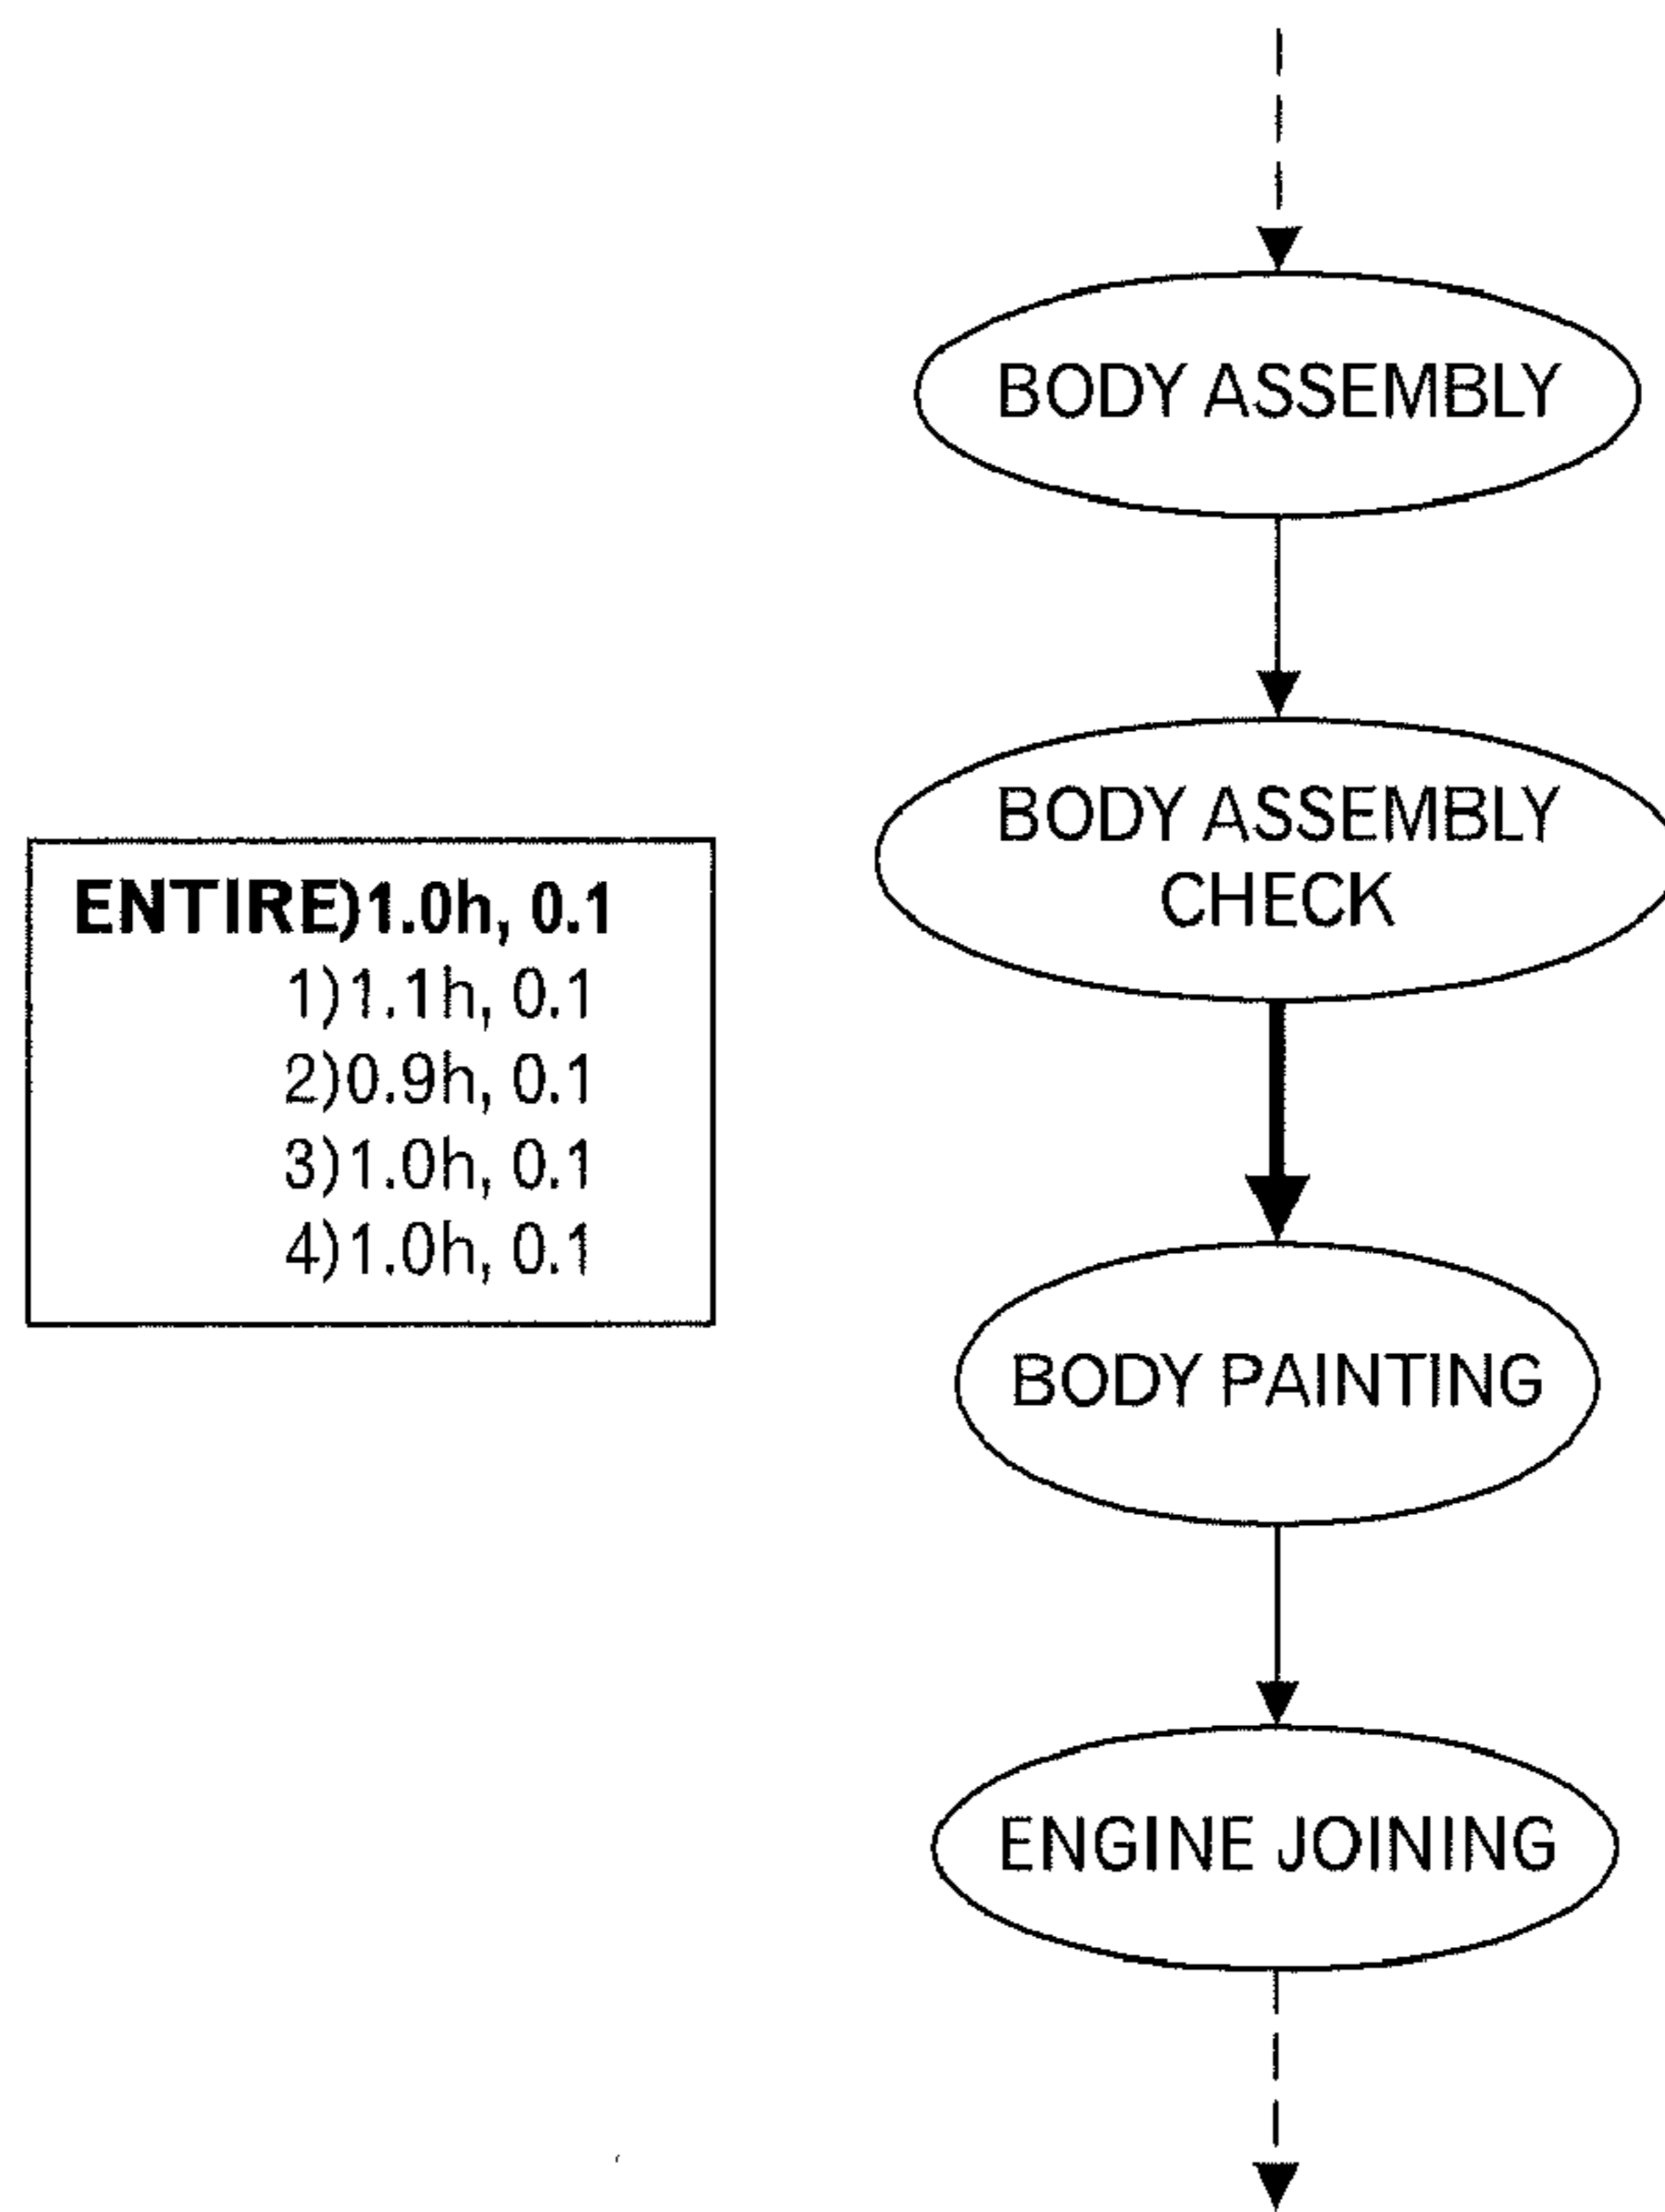 BODY ASSEMBLY
BODY ASSEMBLY
CHECK
ENTIRE)1.0h, 0.1
1)1.1h, 0.1
2)0.9h, 0.1
3)1.0h, 0.1
4)1.0h, 0.1
BODY PAINTING
ENGINE JOINING